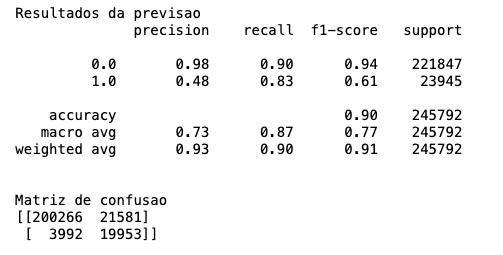 Resultados da previsao
precision recall f1-score support
0.0 0.98 0.90 0.94 221847
1.0 0.48 0.83 0.61 23945
accuracy 0.90 245792
macro avg 0.73 0.87 0.77 245792
weighted avg 0.93 0.90 0.91 245792
Matriz de confusao
[[200266 21581]
[ 3992 19953]]